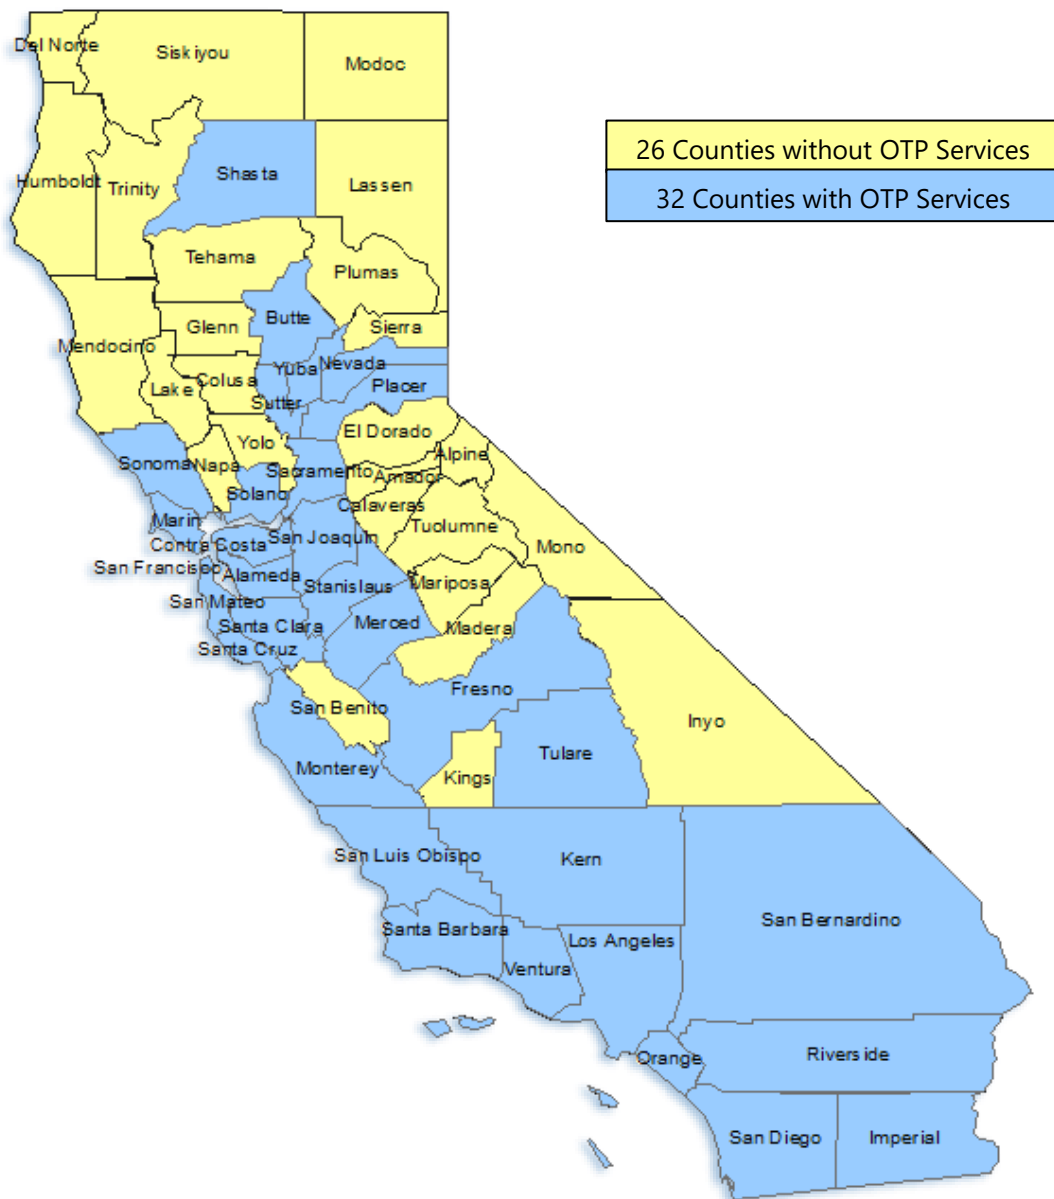 Del Norte
Siskiyou
Modoc
26 Counties without OTP Services
32 Counties with OTP Services
Humboldt
Trinity
Shasta
Lassen
Tehama
Plumas
Glenn
Butte
Sierra
Mendocino
Lake
Colusa
Yuba
Nevada
Sutter
Placer
Yolo
El Dorado
Alpine
Sonoma
Napa
Solano
Sacramento
Amador
Calaveras
Marin
Contra Costa
San Joaquin
Tuolumne
Mono
San Francisco
Alameda
Stanislaus
Mariposa
San Mateo
Santa Clara
Merced
Madera
Santa Cruz
Fresno
San Benito
Inyo
Monterey
Kings
Tulare
San Luis Obispo
Kern
San Bernardino
Santa Barbara
Los Angeles
Ventura
Orange
Riverside
San Diego
Imperial